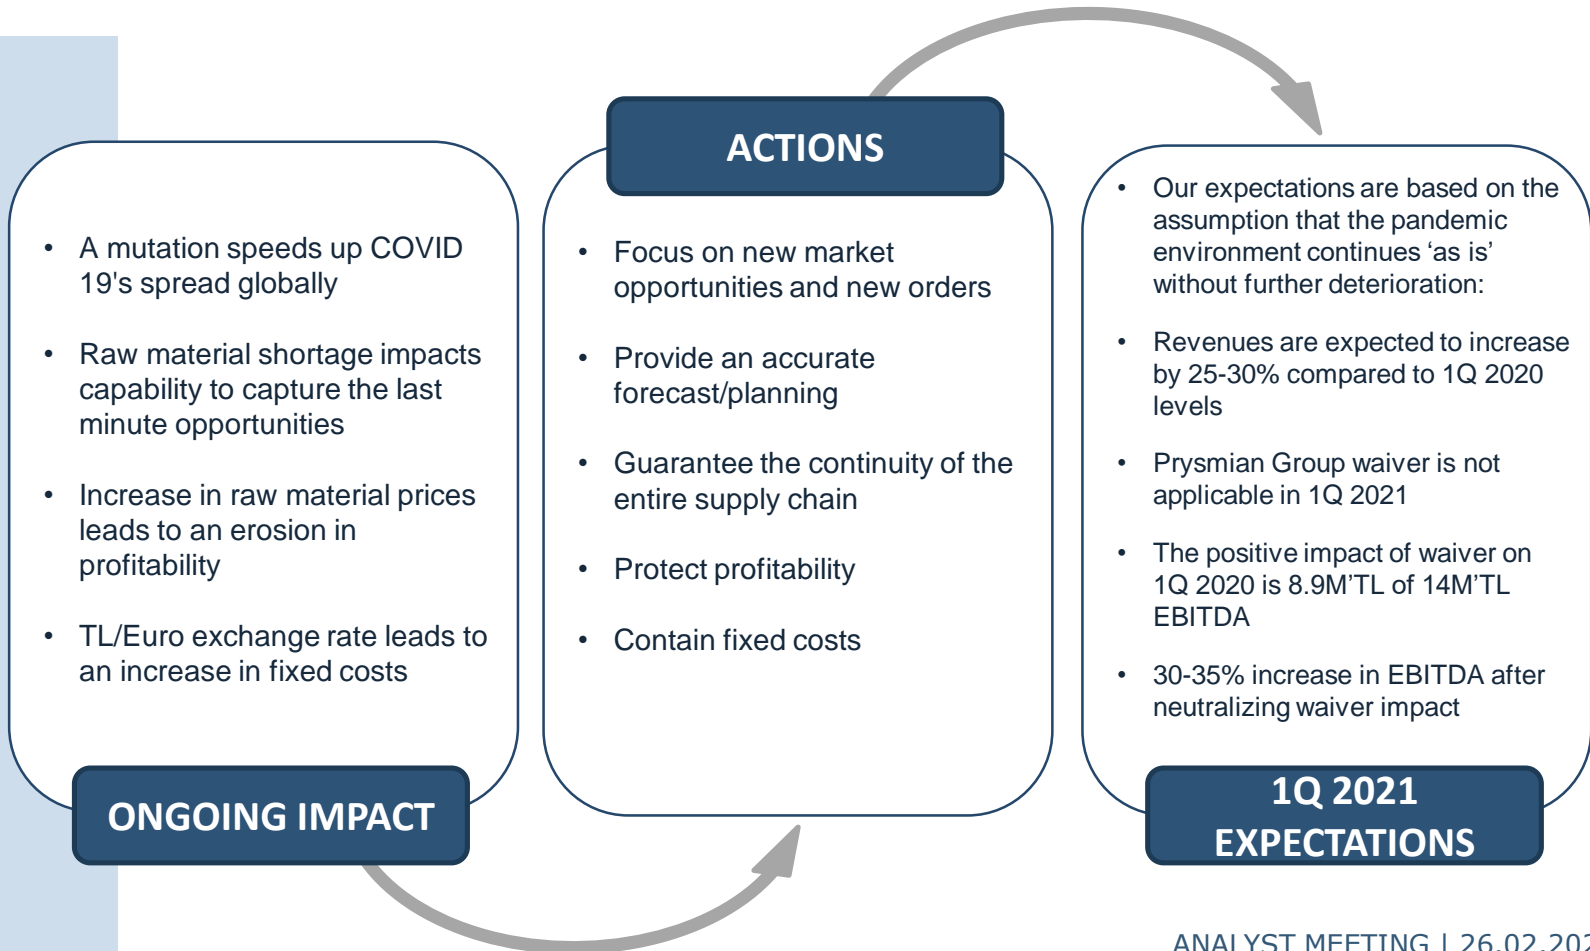 • A mutation speeds up COVID
19's spread globally
• Raw material shortage impacts
capability to capture the last
minute opportunities
• Increase in raw material prices
leads to an erosion in
profitability
• TL/Euro exchange rate leads to
an increase in fixed costs
ONGOING IMPACT
ACTIONS
• Focus on new market
opportunities and new orders
• Provide an accurate
forecast/planning
• Guarantee the continuity of the
entire supply chain
• Protect profitability
• Contain fixed costs
• Our expectations are based on the
assumption that the pandemic
environment continues ‘as is’
without further deterioration:
• Revenues are expected to increase
by 25-30% compared to 1Q 2020
levels
• Prysmian Group waiver is not
applicable in 1Q 2021
• The positive impact of waiver on
1Q 2020 is 8.9M’TL of 14M’TL
EBITDA
• 30-35% increase in EBITDA after
neutralizing waiver impact
1Q 2021
EXPECTATIONS
ANALYST MEETING | 26.02.202